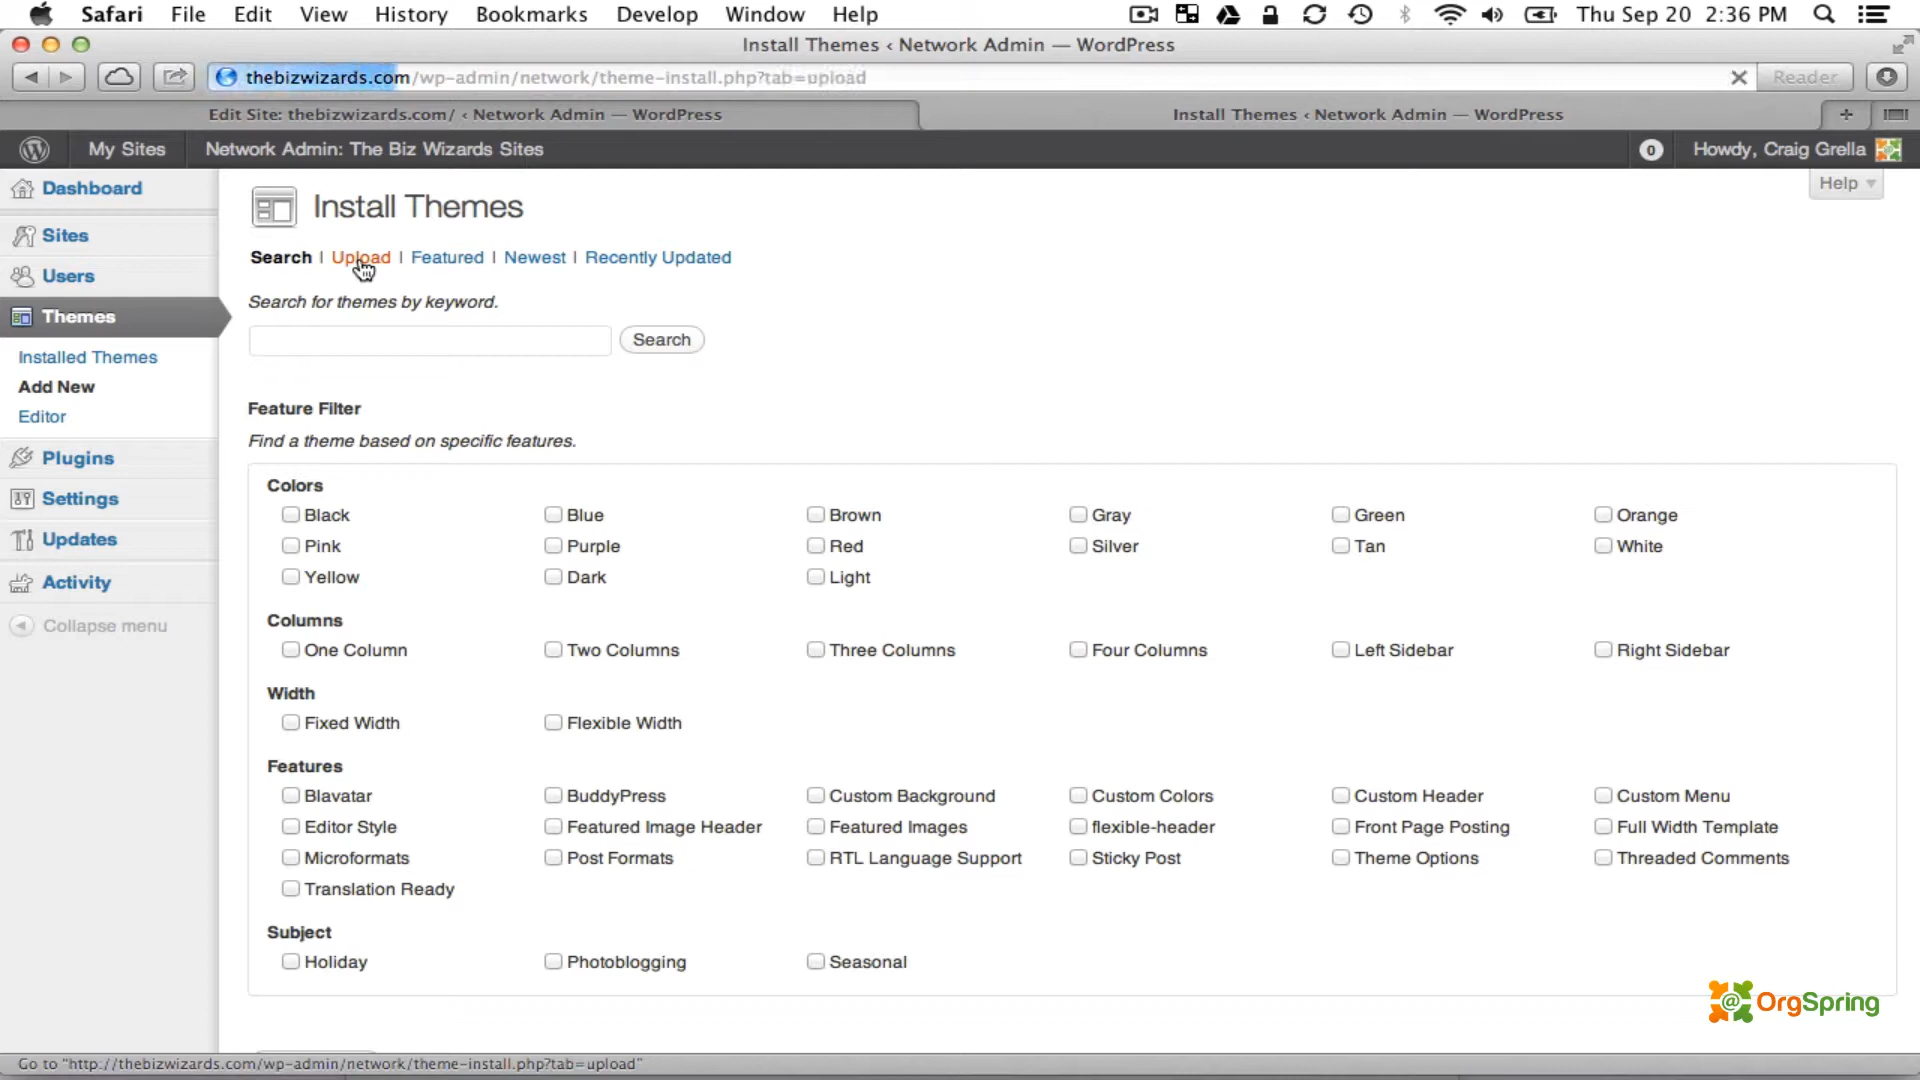 Safari File Edit View History Bookmarks Develop Window Help Thu Sep 20 2:36 PM
Install Themes ‹ Network Admin — WordPress
thebizwizards.com/wp-admin/network/theme-install.php?tab=upload Reader
Edit Site: thebizwizards.com/ ‹ Network Admin — WordPress Install Themes ‹ Network Admin — WordPress +
My Sites Network Admin: The Biz Wizards Sites 0 Howdy, Craig Grella
Help
Dashboard
Sites
Users
Themes
Installed Themes
Add New
Editor
Plugins
Settings
Updates
Activity
Collapse menu
Install Themes
Search | Upload | Featured | Newest | Recently Updated
Search for themes by keyword.
Search
Feature Filter
Find a theme based on specific features.
Colors
Black Blue Brown Gray Green Orange
Pink Purple Red Silver Tan White
Yellow Dark Light
Columns
One Column Two Columns Three Columns Four Columns Left Sidebar Right Sidebar
Width
Fixed Width Flexible Width
Features
Blavatar BuddyPress Custom Background Custom Colors Custom Header Custom Menu
Editor Style Featured Image Header Featured Images flexible-header Front Page Posting Full Width Template
Microformats Post Formats RTL Language Support Sticky Post Theme Options Threaded Comments
Translation Ready
Subject
Holiday Photoblogging Seasonal
@ OrgSpring
Go to "http://thebizwizards.com/wp-admin/network/theme-install.php?tab=upload"